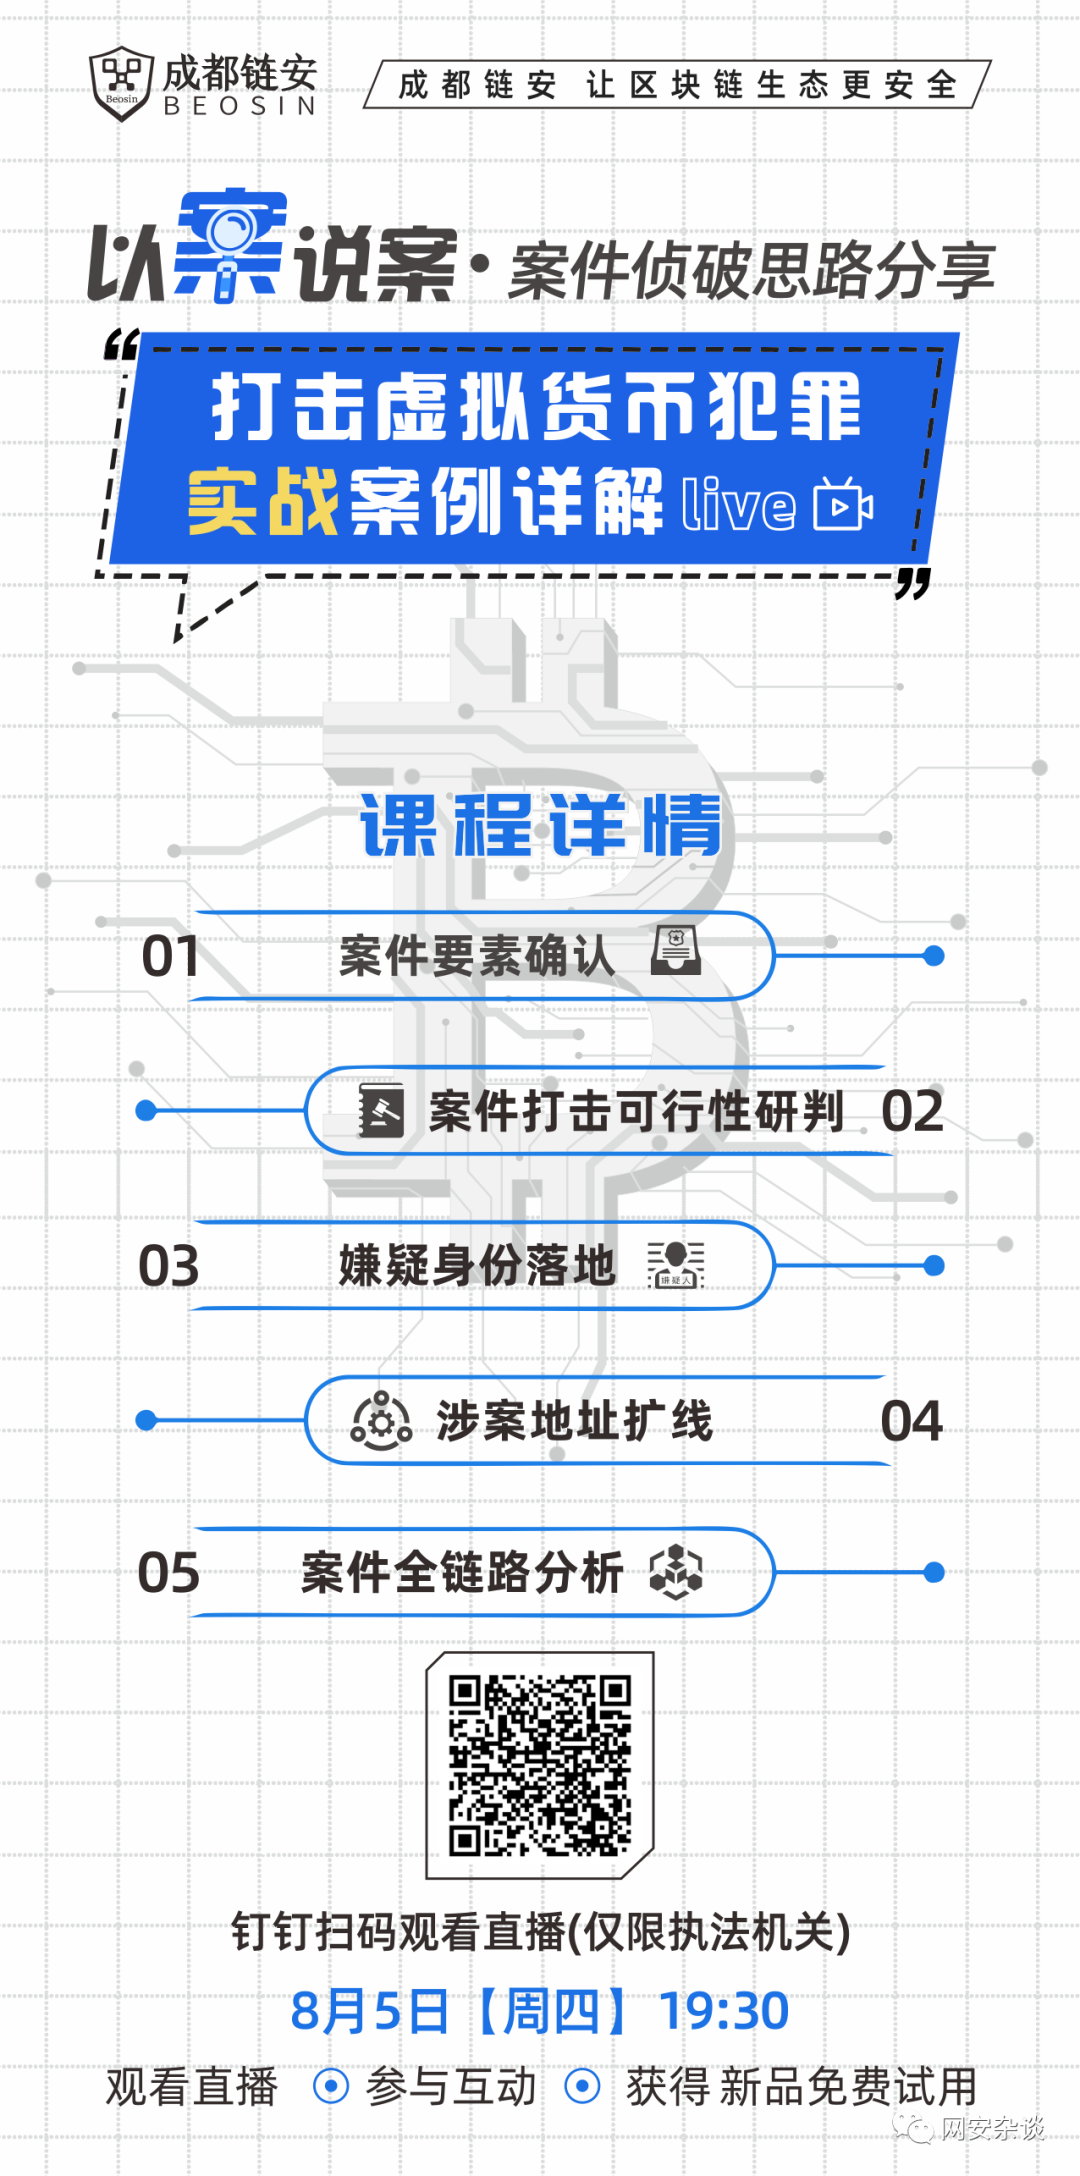 成都链安
BEOSIN
Beosin
成都链安 让区块链生态更安全
以案说案·案件侦破思路分享
“打击虚拟货币犯罪
实战案例详解 live”
课程详情
01 案件要素确认
案件打击可行性研判 02
03 嫌疑身份落地
嫌疑人
涉案地址扩线 04
05 案件全链路分析
钉钉扫码观看直播(仅限执法机关)
8月5日【周四】19:30
观看直播 参与互动 获得新品免费试用
网安杂谈